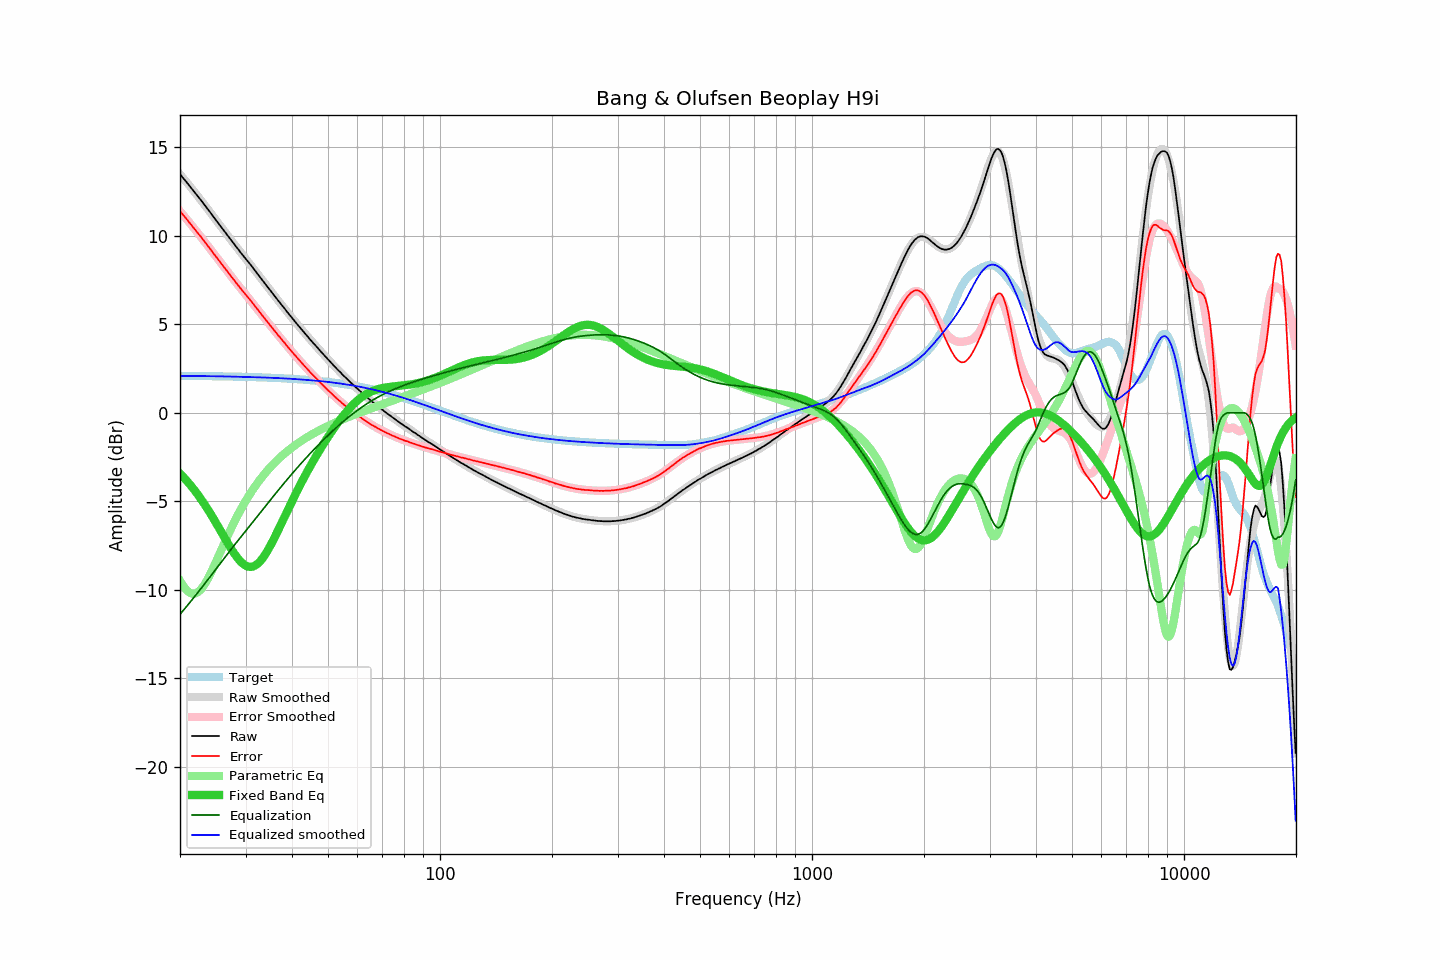 Bang & Olufsen Beoplay H9i
Amplitude (dBr)
15
10
5
0
−5
−10
−15
−20
Target
Raw Smoothed
Error Smoothed
Raw
Error
Parametric Eq
Fixed Band Eq
Equalization
Equalized smoothed
100
1000
10000
Frequency (Hz)